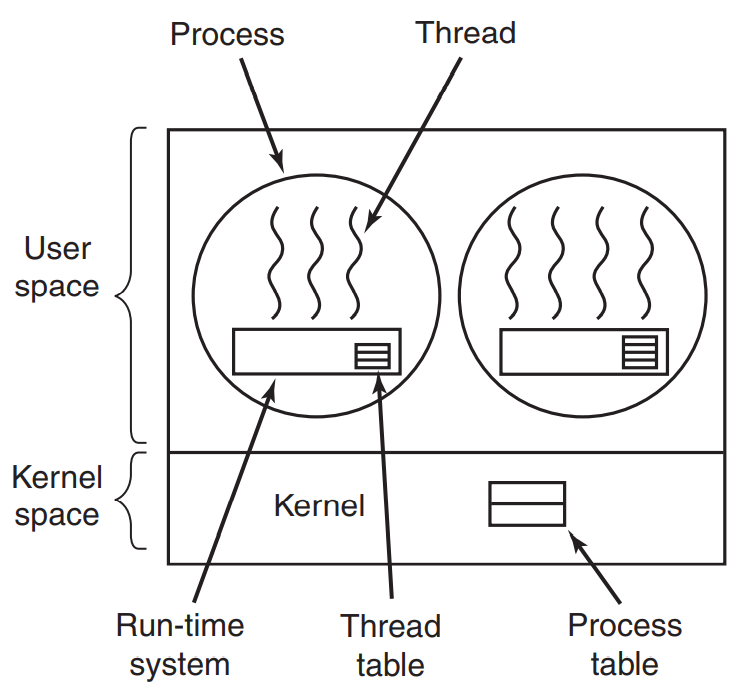 Process
Thread
User
space
Kernel
space
Kernel
Run-time
system
Thread
table
Process
table